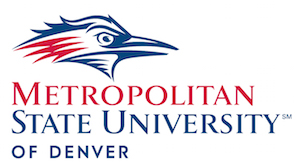 METROPOLITAN
STATE UNIVERSITY℠
OF DENVER